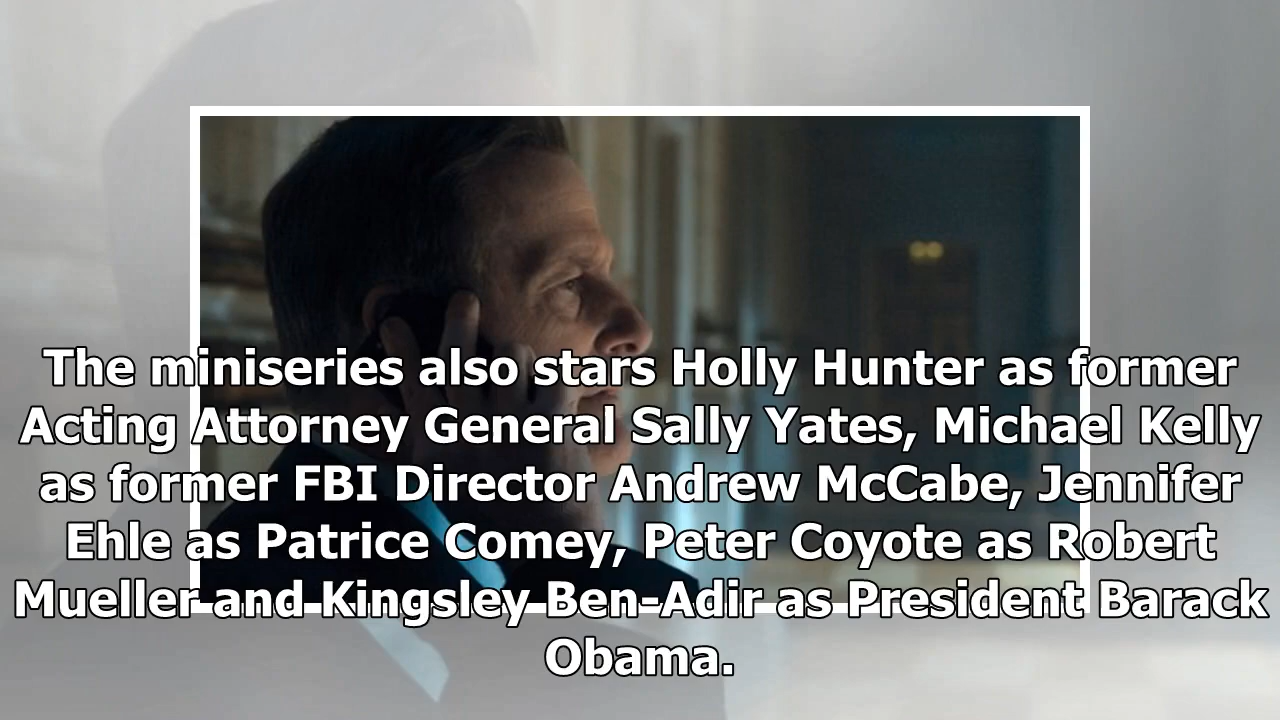 The miniseries also stars Holly Hunter as former
Acting Attorney General Sally Yates, Michael Kelly
as former FBI Director Andrew McCabe, Jennifer
Ehle as Patrice Comey, Peter Coyote as Robert
Mueller and Kingsley Ben-Adir as President Barack
Obama.